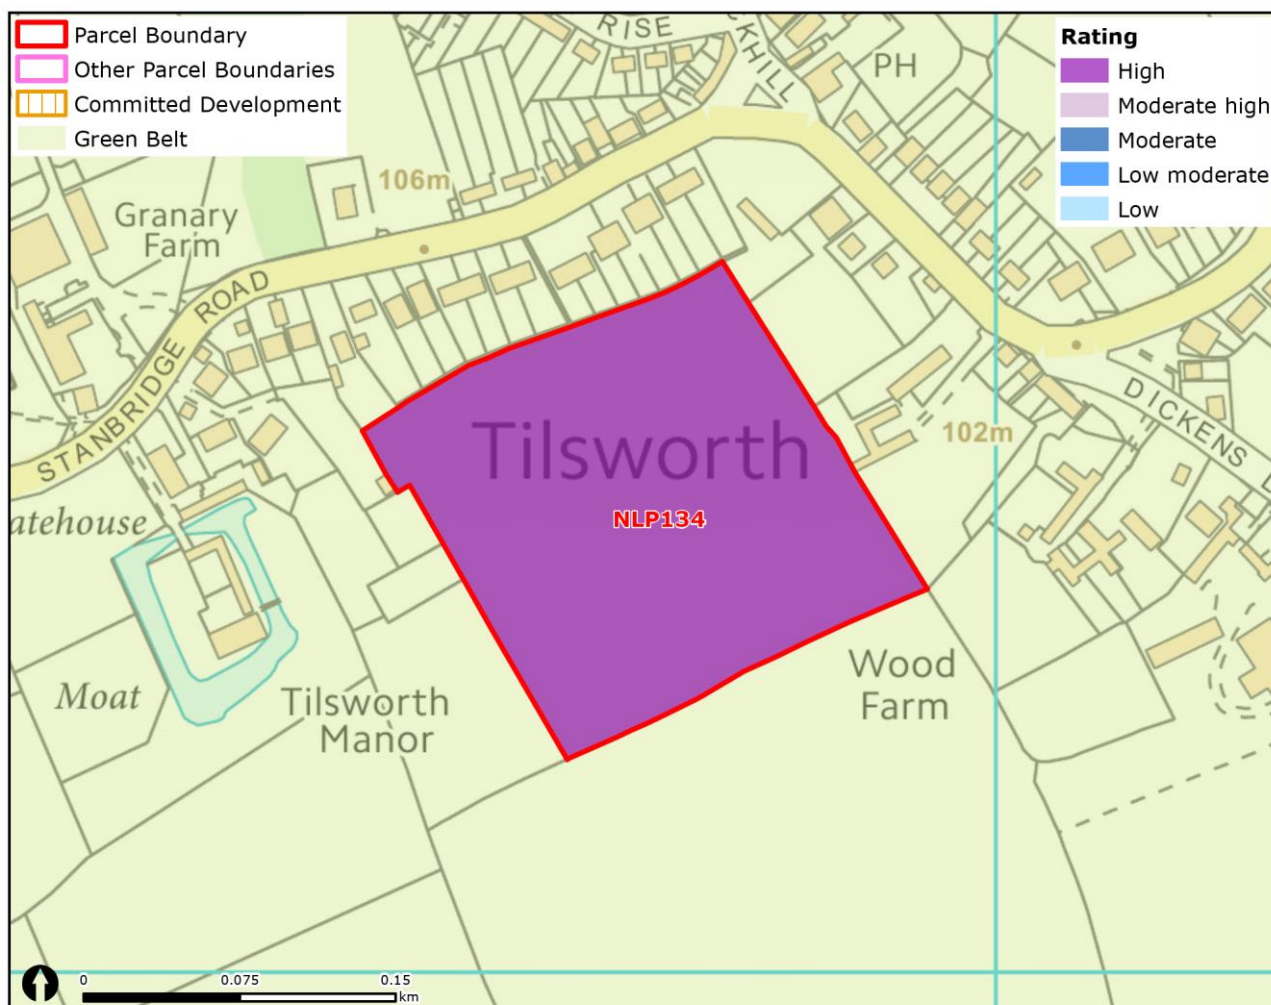 Parcel Boundary
Other Parcel Boundaries
Committed Development
Green Belt
Rating
High
Moderate high
Moderate
Low moderate
Low
RISE
CKHILL
PH
106m
Granary
Farm
STANBRIDGE ROAD
Tilsworth
NLP134
102m
DICKENS L
atehouse
Moat
Tilsworth
Manor
Wood
Farm
0 0.075 0.15
km